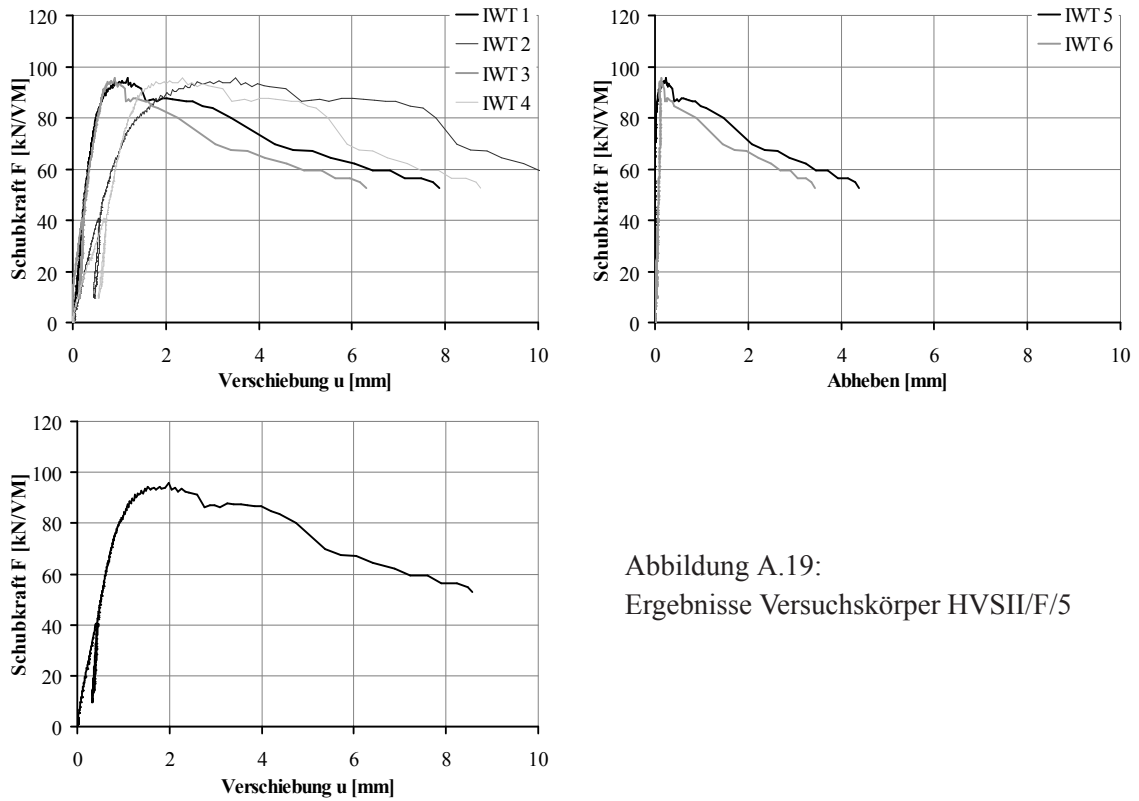 120
100
80
60
40
20
0
Schubkraft F [kN/VM]
0 2 4 6 8 10
Verschiebung u [mm]
IWT 1
IWT 2
IWT 3
IWT 4
120
100
80
60
40
20
0
Schubkraft F [kN/VM]
0 2 4 6 8 10
Abheben [mm]
IWT 5
IWT 6
120
100
80
60
40
20
0
Schubkraft F [kN/VM]
0 2 4 6 8 10
Verschiebung u [mm]
Abbildung A.19:
Ergebnisse Versuchskörper HVSII/F/5